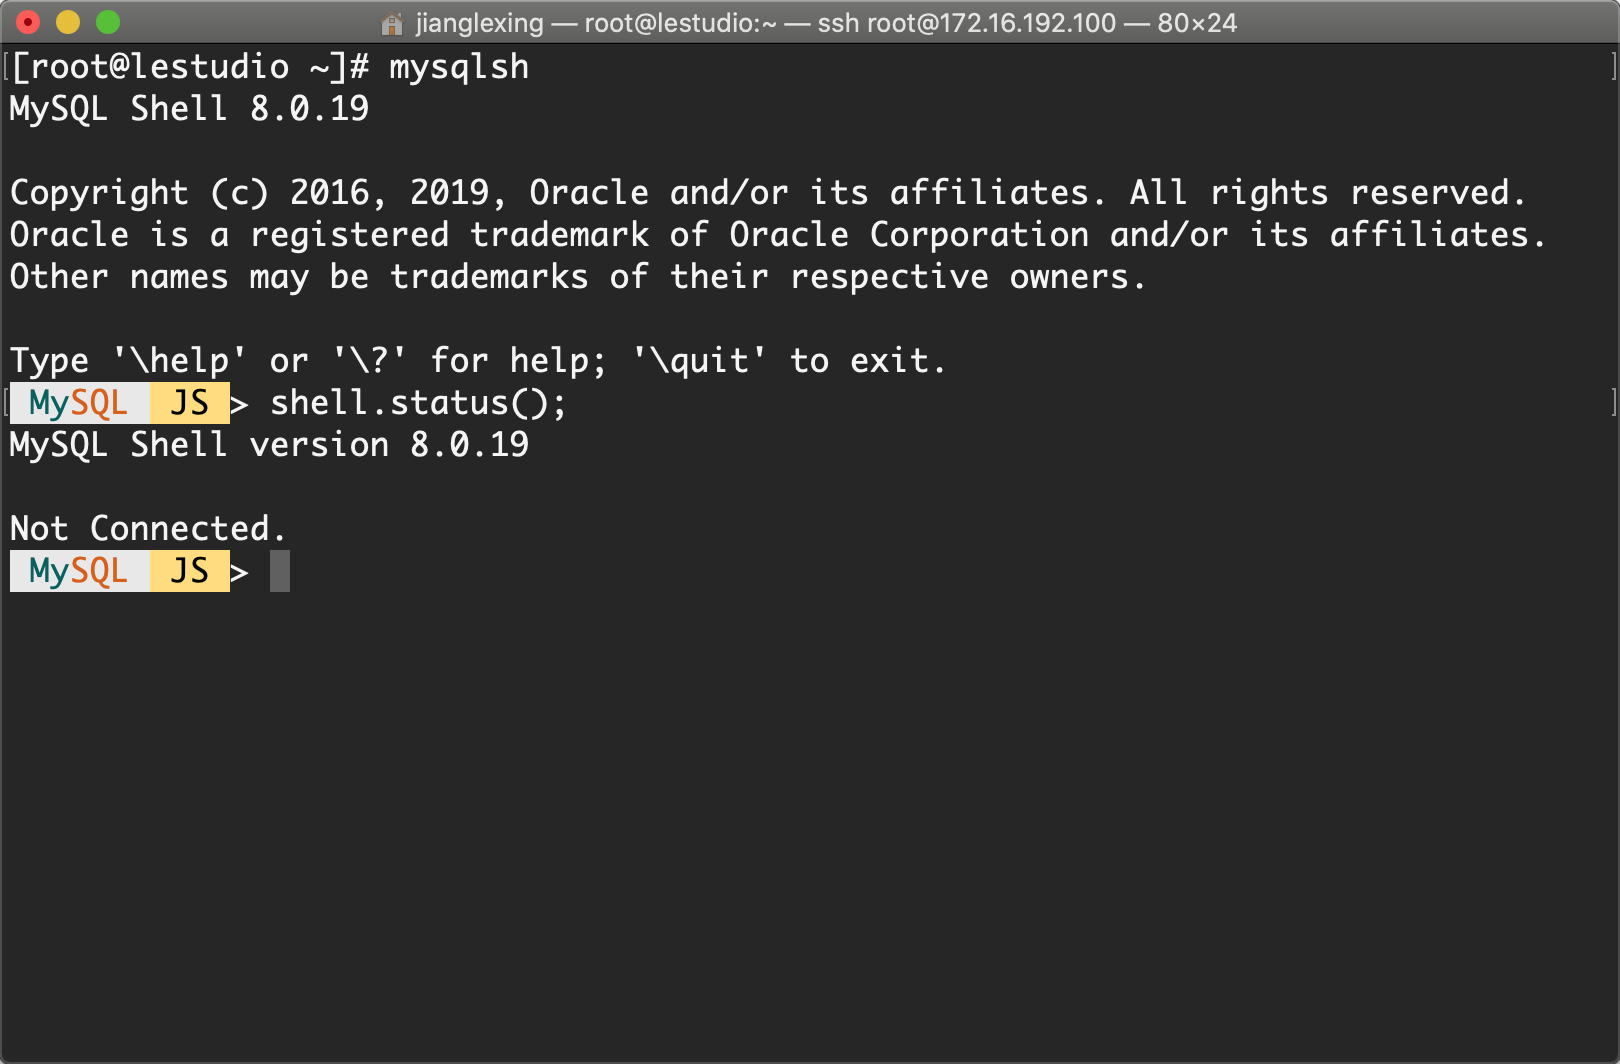 jianglexing — root@lestudio:~ — ssh root@172.16.192.100 — 80×24
[root@lestudio ~]# mysqlsh
MySQL Shell 8.0.19
Copyright (c) 2016, 2019, Oracle and/or its affiliates. All rights reserved.
Oracle is a registered trademark of Oracle Corporation and/or its affiliates.
Other names may be trademarks of their respective owners.
Type '\help' or '\?' for help; '\quit' to exit.
MySQL JS > shell.status();
MySQL Shell version 8.0.19
Not Connected.
MySQL JS >